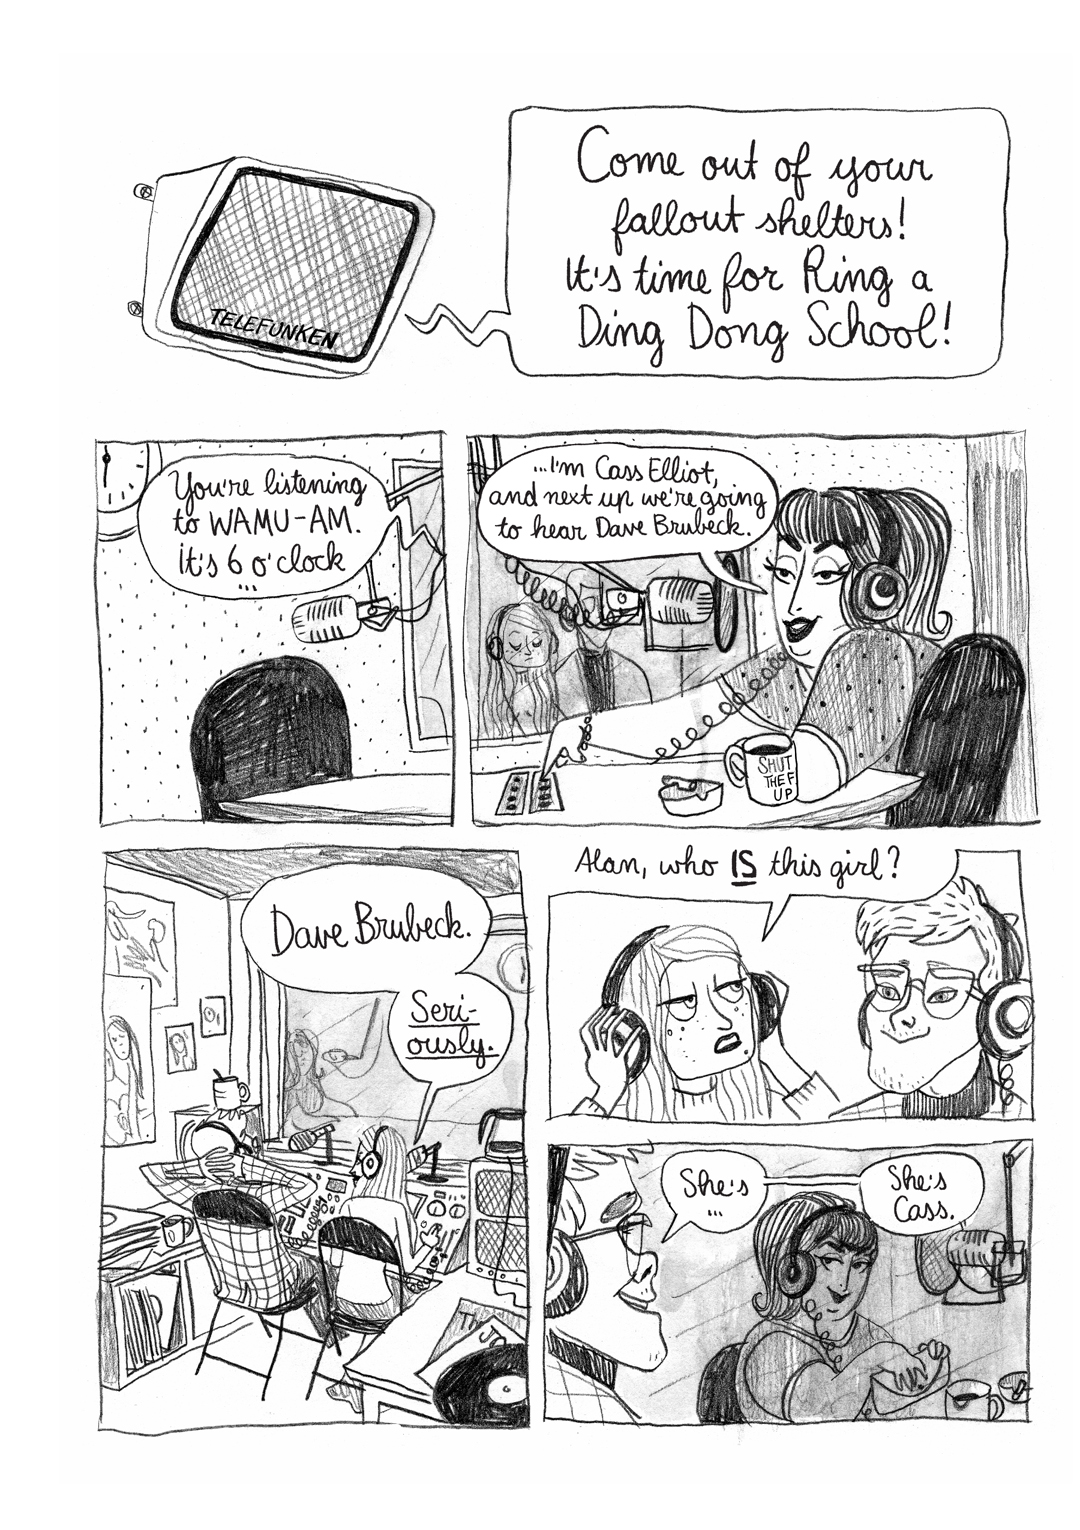 Come out of your
fallout shelters!
It's time for Ring a
Ding Dong School!
TELEFUNKEN
You're listening
to WAMU-AM.
It's 6 o'clock
...
...I'm Cass Elliot,
and next up we're going
to hear Dave Brubeck.
SHUT
THE F
UP
Dave Brubeck.
Seri-
ously.
Alan, who IS this girl?
She's
...
She's
Cass.